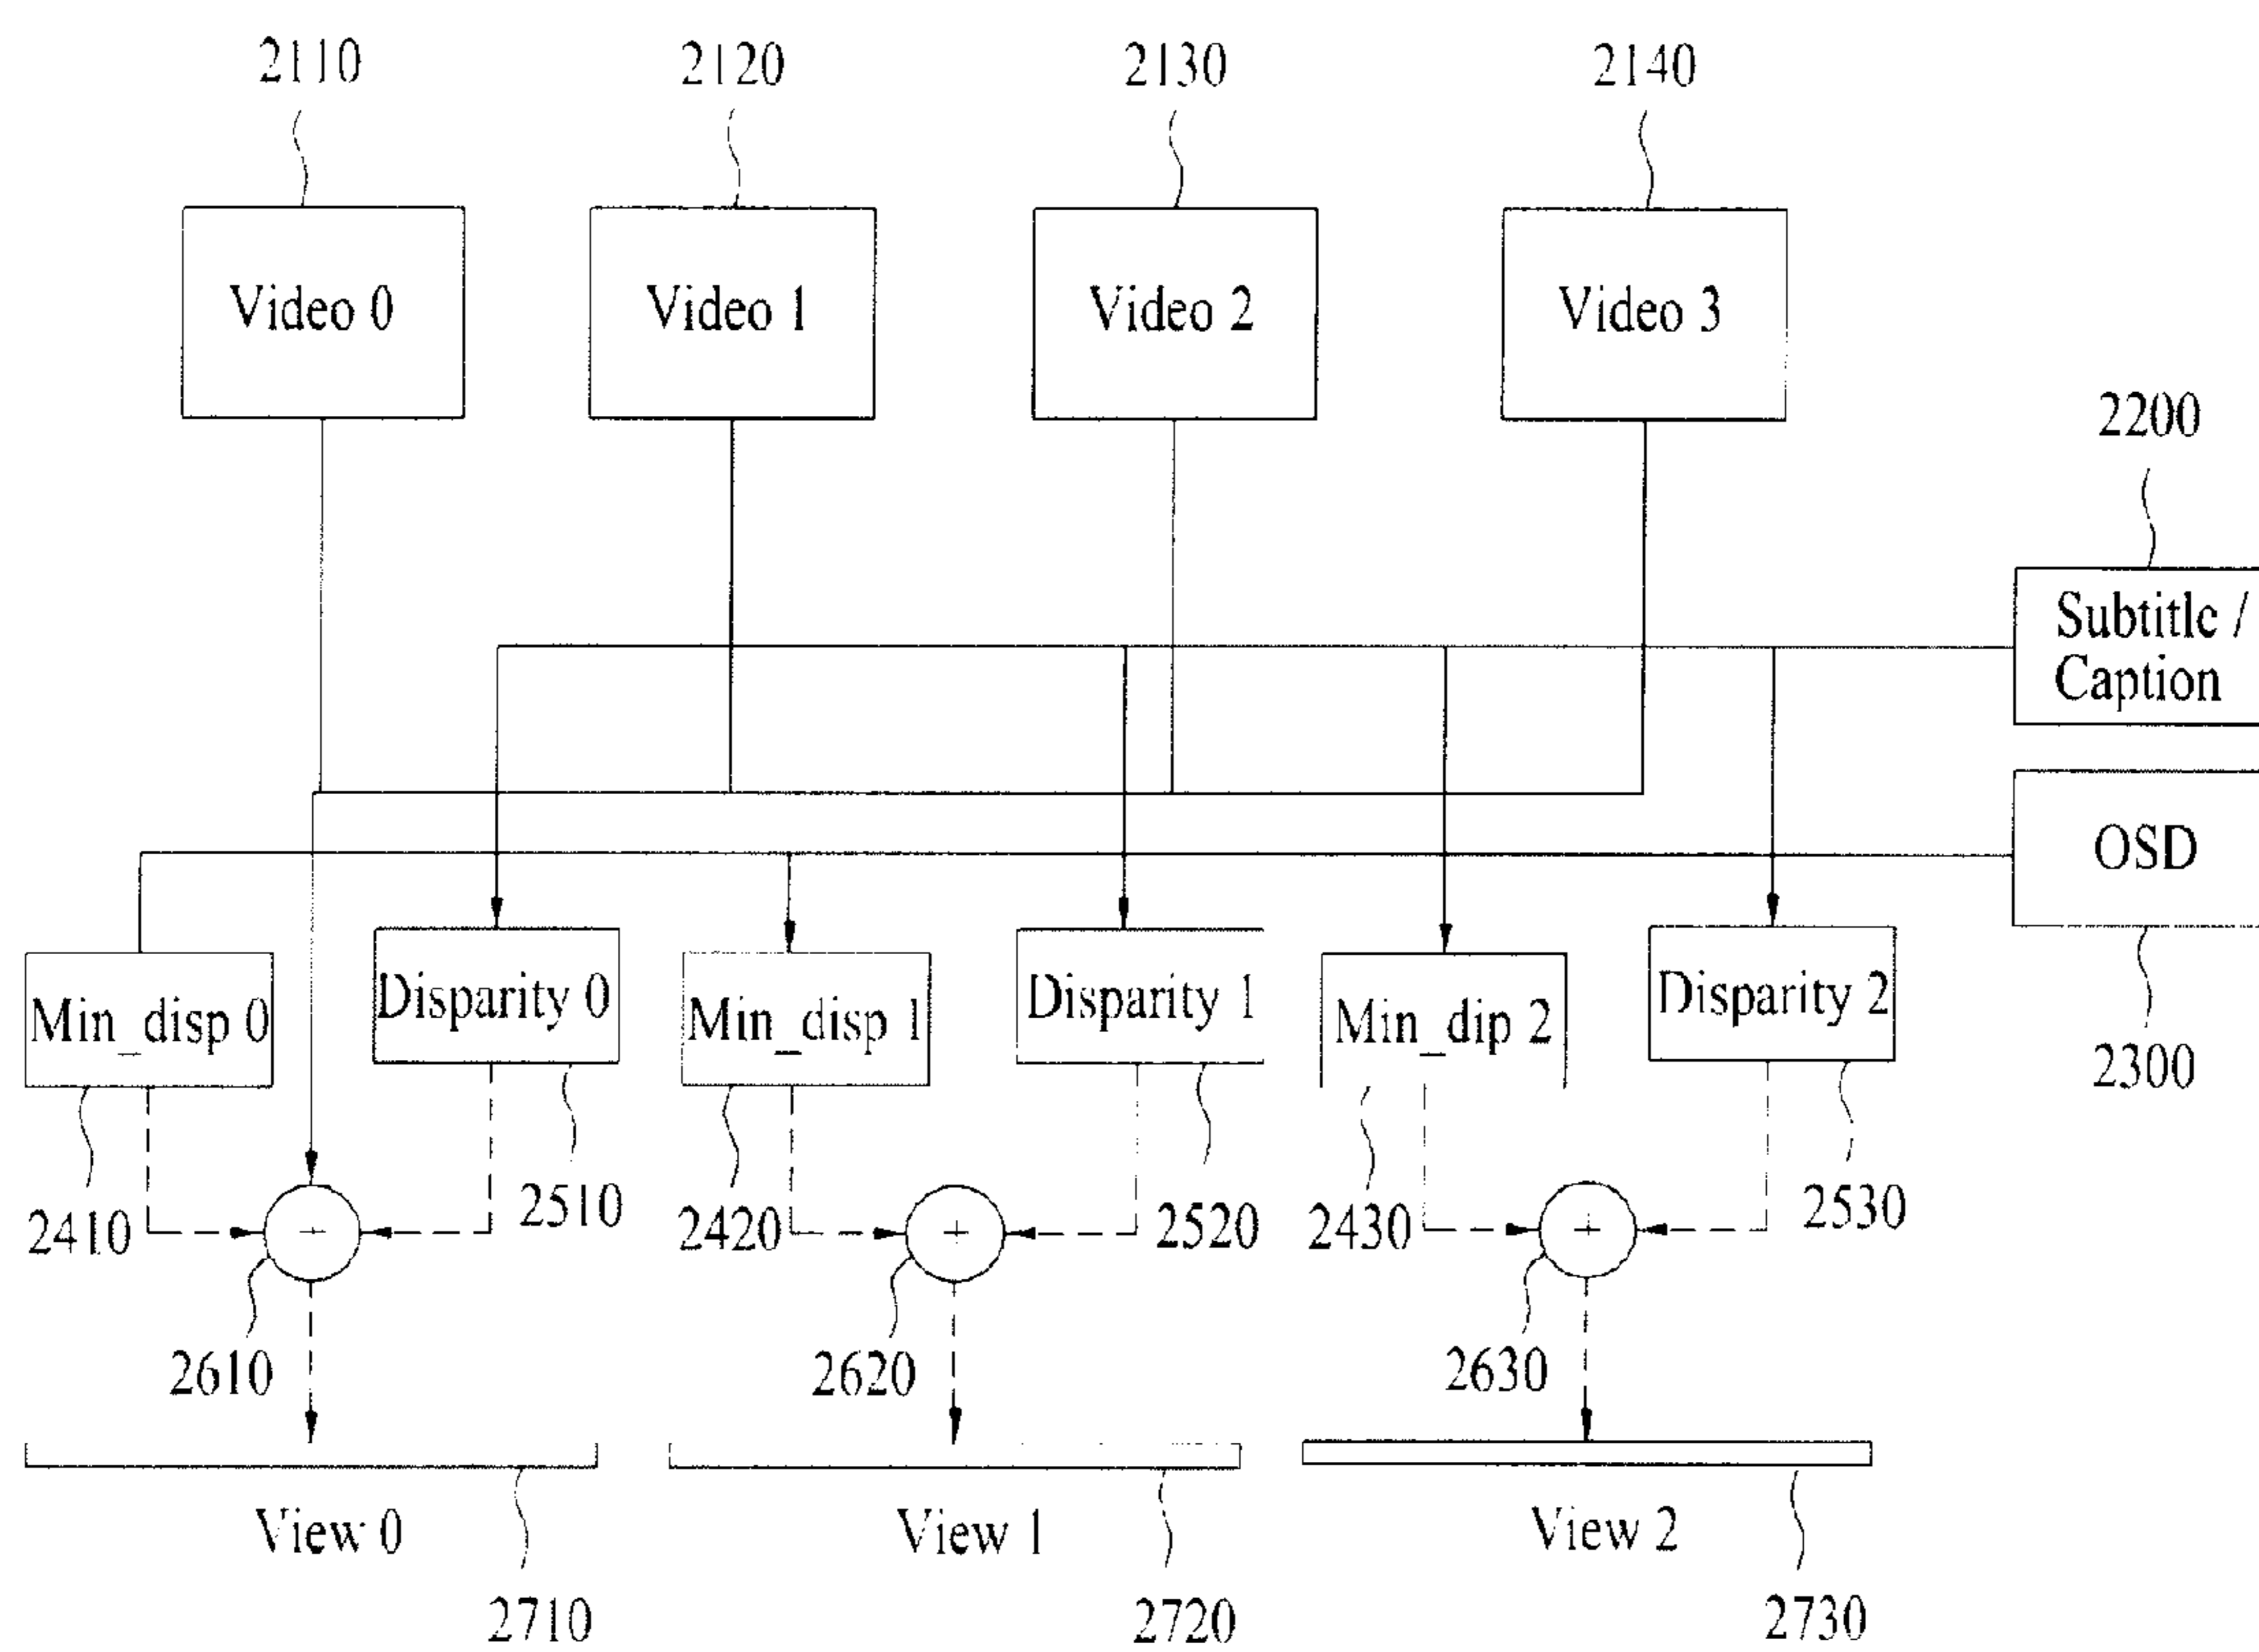 2110
2120
2130
2140
Video 0
Video 1
Video 2
Video 3
2200
Subtitle /
Caption
OSD
2300
Min_disp 0
Disparity 0
Min_disp 1
Disparity 1
Min_dip 2
Disparity 2
2410
2510
2420
2520
2430
2530
+
+
+
2610
2620
2630
View 0
View 1
View 2
2710
2720
2730